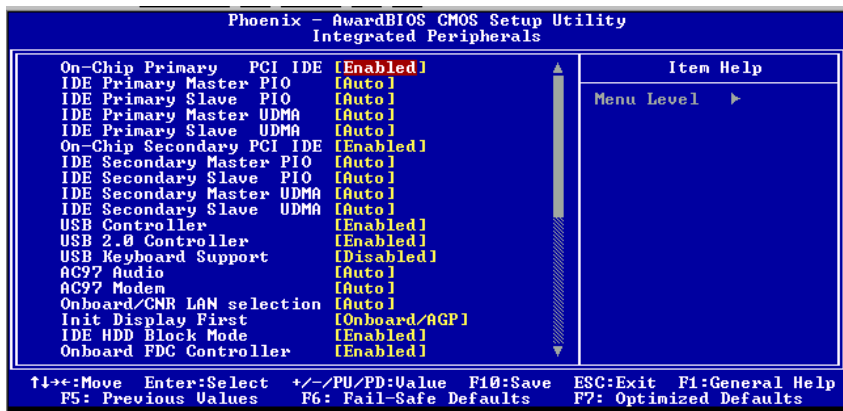 Phoenix - AwardBIOS CMOS Setup Utility
Integrated Peripherals
On-Chip Primary PCI IDE [Enabled]
IDE Primary Master PIO [Auto]
IDE Primary Slave PIO [Auto]
IDE Primary Master UDMA [Auto]
IDE Primary Slave UDMA [Auto]
On-Chip Secondary PCI IDE [Enabled]
IDE Secondary Master PIO [Auto]
IDE Secondary Slave PIO [Auto]
IDE Secondary Master UDMA [Auto]
IDE Secondary Slave UDMA [Auto]
USB Controller [Enabled]
USB 2.0 Controller [Enabled]
USB Keyboard Support [Disabled]
AC97 Audio [Auto]
AC97 Modem [Auto]
Onboard/CNR LAN selection [Auto]
Init Display First [Onboard/AGP]
IDE HDD Block Mode [Enabled]
Onboard FDC Controller [Enabled]
Item Help
Menu Level ►
↑↓→←:Move Enter:Select +/-/PU/PD:Value F10:Save ESC:Exit F1:General Help
F5: Previous Values F6: Fail-Safe Defaults F7: Optimized Defaults